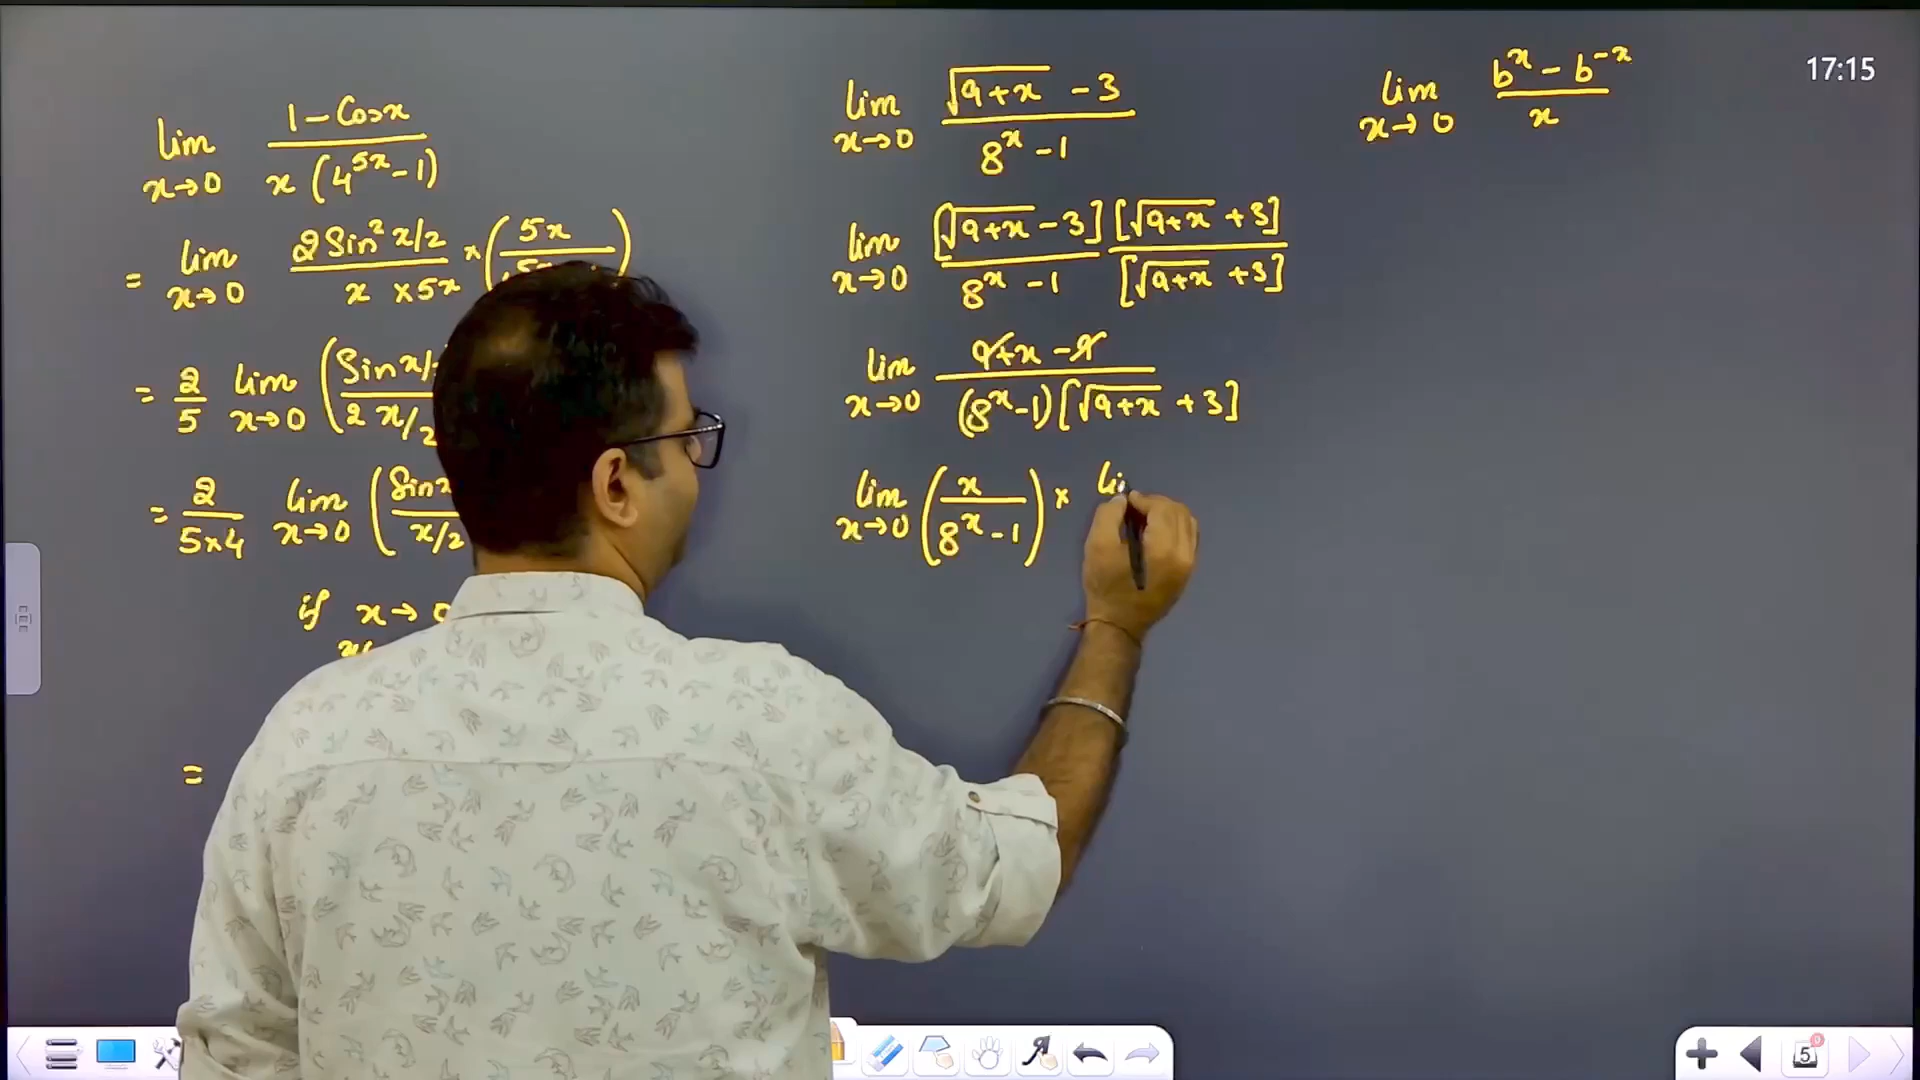 lim x→0 (1 − Cos x) / (x (4^{5x} − 1))
= lim x→0 (2 Sin² x/2) / (x × 5x) × ( 5x /
= 2/5 lim x→0 ( Sin x/ / 2 x/2
= 2/(5×4) lim x→0 ( Sin x / x/2
if x → 0
=
lim x→0 (√(9+x) − 3) / (8^x − 1)
lim x→0 ([√(9+x) − 3] / (8^x − 1)) ([√(9+x) + 3] / [√(9+x) + 3])
lim x→0 (9 + x − 9) / ((8^x − 1) [√(9+x) + 3])
lim x→0 ( x / (8^x − 1) ) × li
lim x→0 (b^x − b^{−x}) / x
17:15
5